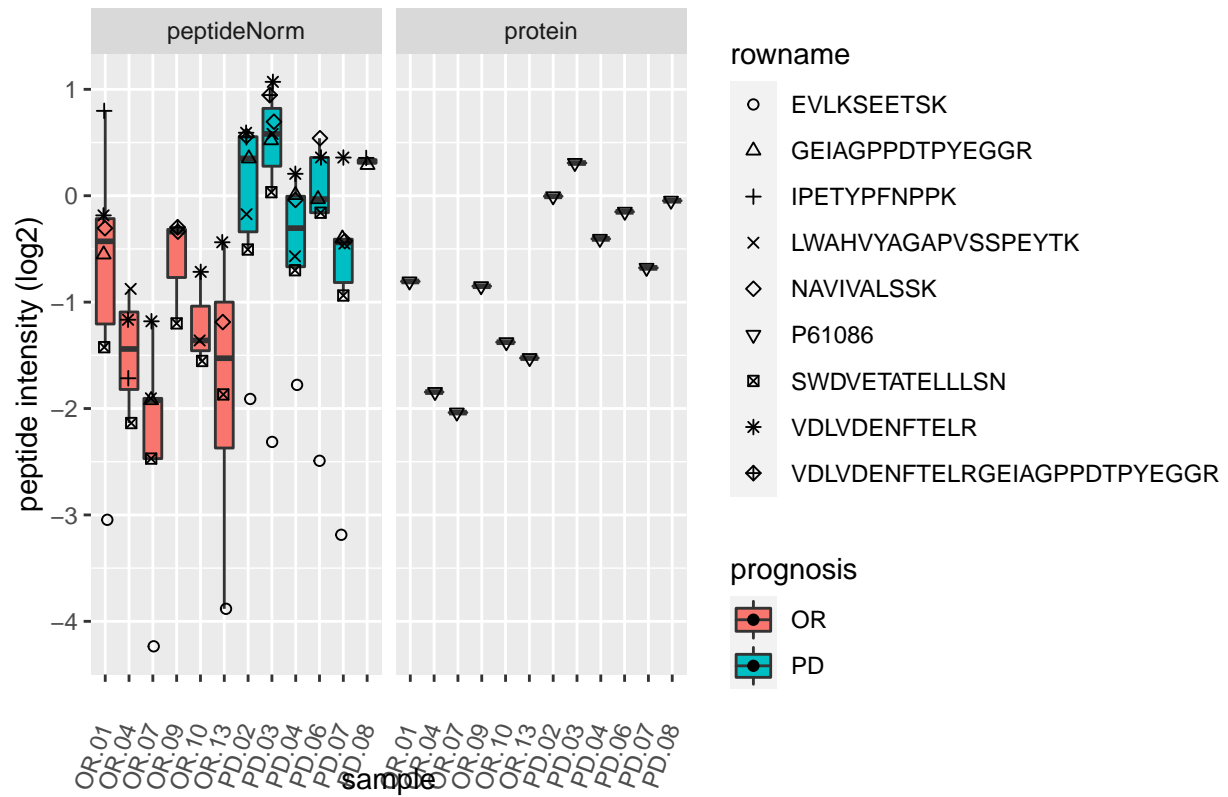 peptideNorm
protein
peptide intensity (log2)
1
0
−1
−2
−3
−4
OR.01
OR.04
OR.07
OR.09
OR.10
OR.13
PD.02
PD.03
PD.04
PD.06
PD.07
PD.08
OR.01
OR.04
OR.07
OR.09
OR.10
OR.13
PD.02
PD.03
PD.04
PD.06
PD.07
PD.08
sample
rowname
EVLKSEETSK
GEIAGPPDTPYEGGR
IPETYPFNPPK
LWAHVYAGAPVSSPEYTK
NAVIVALSSK
P61086
SWDVETATELLLSN
VDLVDENFTELR
VDLVDENFTELRGEIAGPPDTPYEGGR
prognosis
OR
PD